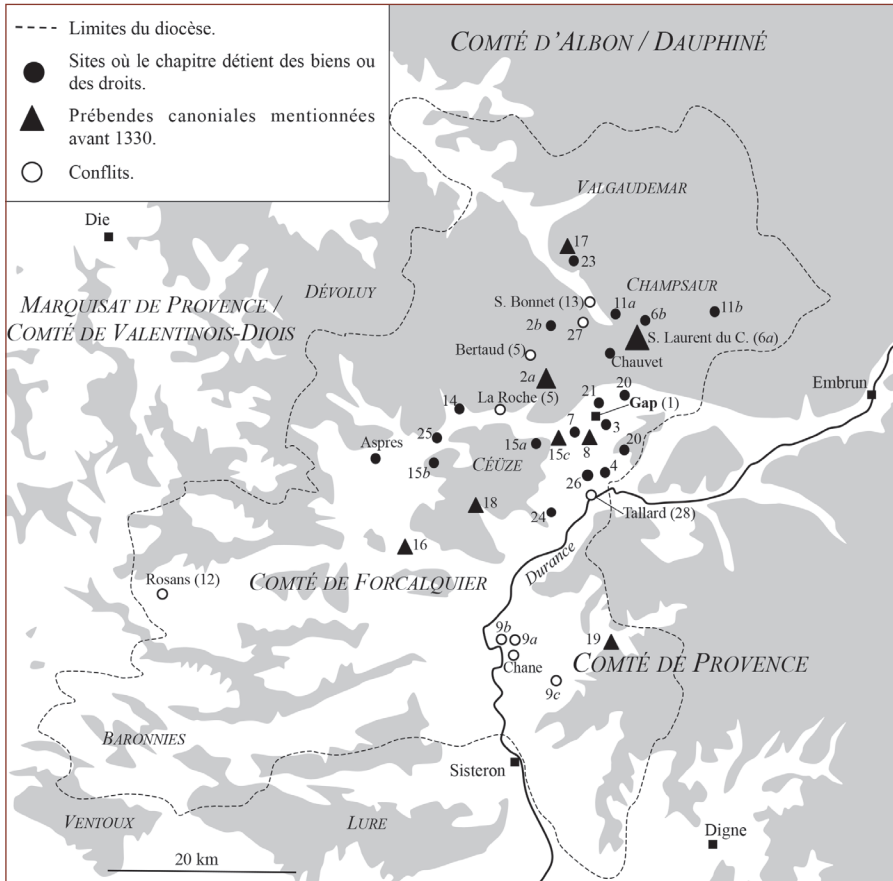 Limites du diocèse.
Sites où le chapitre détient des biens ou
des droits.
Prébendes canoniales mentionnées
avant 1330.
Conflits.
COMTÉ D'ALBON / DAUPHINÉ
VALGAUDEMAR
Die
17
23
DÉVOLUY
CHAMPSAUR
MARQUISAT DE PROVENCE /
COMTÉ DE VALENTINOIS-DIOIS
S. Bonnet (13)
11a
6b
11b
2b
27
S. Laurent du C. (6a)
Bertaud (5)
Chauvet
2a
Embrun
La Roche (5)
14
21
20
Gap (1)
7
3
25
15a
15c
8
20
Aspres
15b
CÉÜZE
4
26
18
24
Tallard (28)
16
Durance
Rosans (12)
COMTÉ DE FORCALQUIER
9b
9a
19
Chane
COMTÉ DE PROVENCE
9c
BARONNIES
Sisteron
VENTOUX
LURE
Digne
20 km